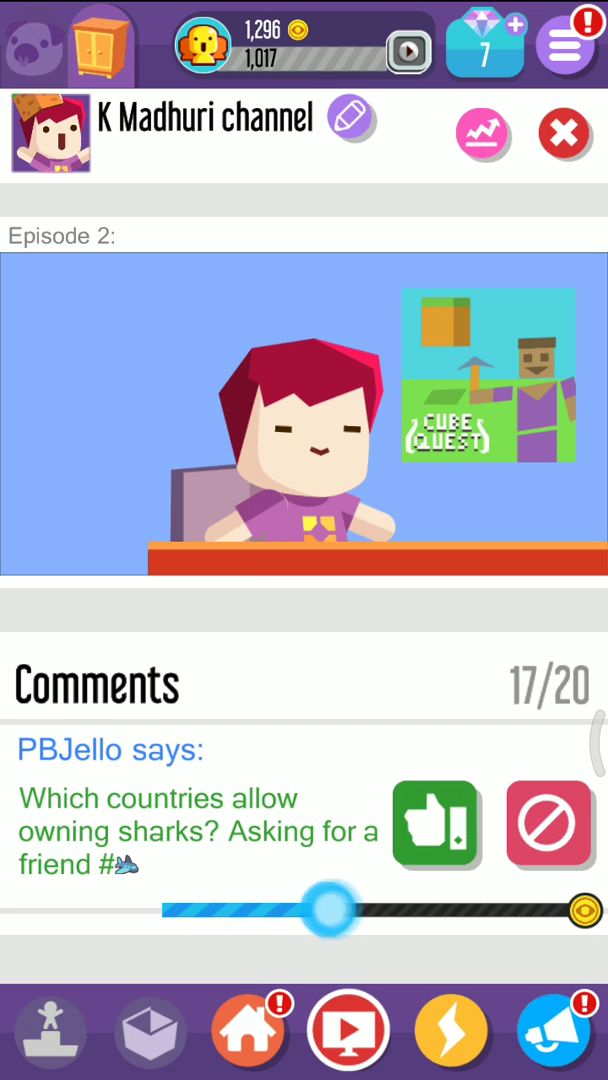 1,296
1,017
7
K Madhuri channel
Episode 2:
CUBE
QUEST
Comments
17/20
PBJello says:
Which countries allow
owning sharks? Asking for a
friend #🦈